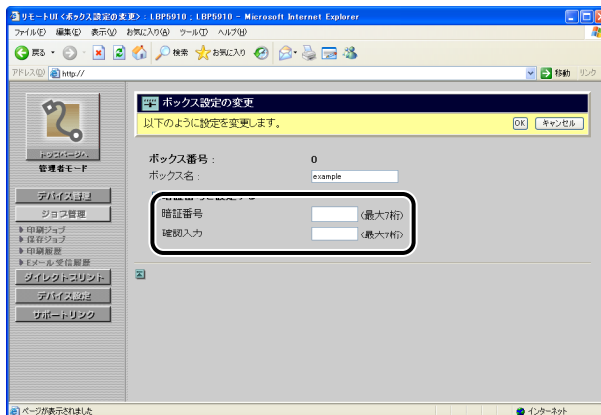 リモートUI <ボックス設定の変更> : LBP5910 ; LBP5910 - Microsoft Internet Explorer
ファイル(F) 編集(E) 表示(V) お気に入り(A) ツール(T) ヘルプ(H)
戻る 検索 お気に入り
アドレス(D) http:// 移動 リンク
トップページへ
管理者モード
デバイス管理
ジョブ管理
印刷ジョブ
保存ジョブ
印刷履歴
Eメール受信履歴
ダイレクトプリント
デバイス設定
サポートリンク
ボックス設定の変更
以下のように設定を変更します。 OK キャンセル
ボックス番号 : 0
ボックス名 : example
暗証番号を設定する
暗証番号 (最大7桁)
確認入力 (最大7桁)
ページが表示されました インターネット